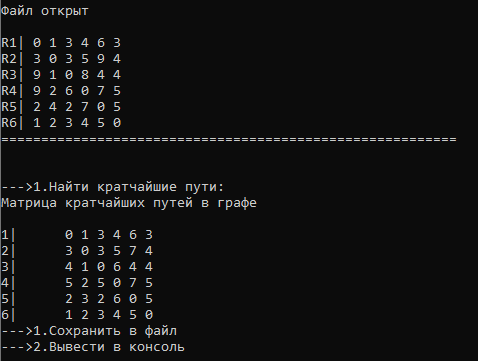 Файл открыт
R1| 0 1 3 4 6 3
R2| 3 0 3 5 9 4
R3| 9 1 0 8 4 4
R4| 9 2 6 0 7 5
R5| 2 4 2 7 0 5
R6| 1 2 3 4 5 0
=========================================================
--->1.Найти кратчайшие пути:
Матрица кратчайших путей в графе
1| 0 1 3 4 6 3
2| 3 0 3 5 7 4
3| 4 1 0 6 4 4
4| 5 2 5 0 7 5
5| 2 3 2 6 0 5
6| 1 2 3 4 5 0
--->1.Сохранить в файл
--->2.Вывести в консоль